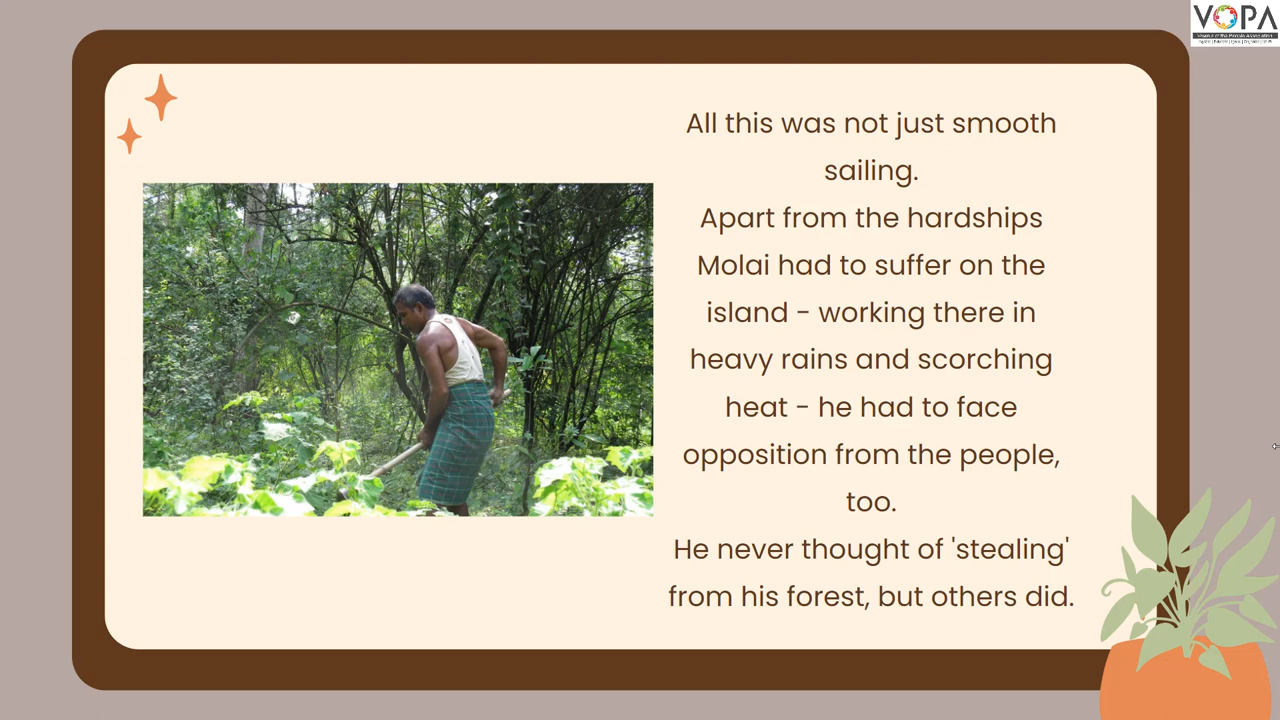 VOPA
All this was not just smooth
sailing.
Apart from the hardships
Molai had to suffer on the
island - working there in
heavy rains and scorching
heat - he had to face
opposition from the people,
too.
He never thought of 'stealing'
from his forest, but others did.